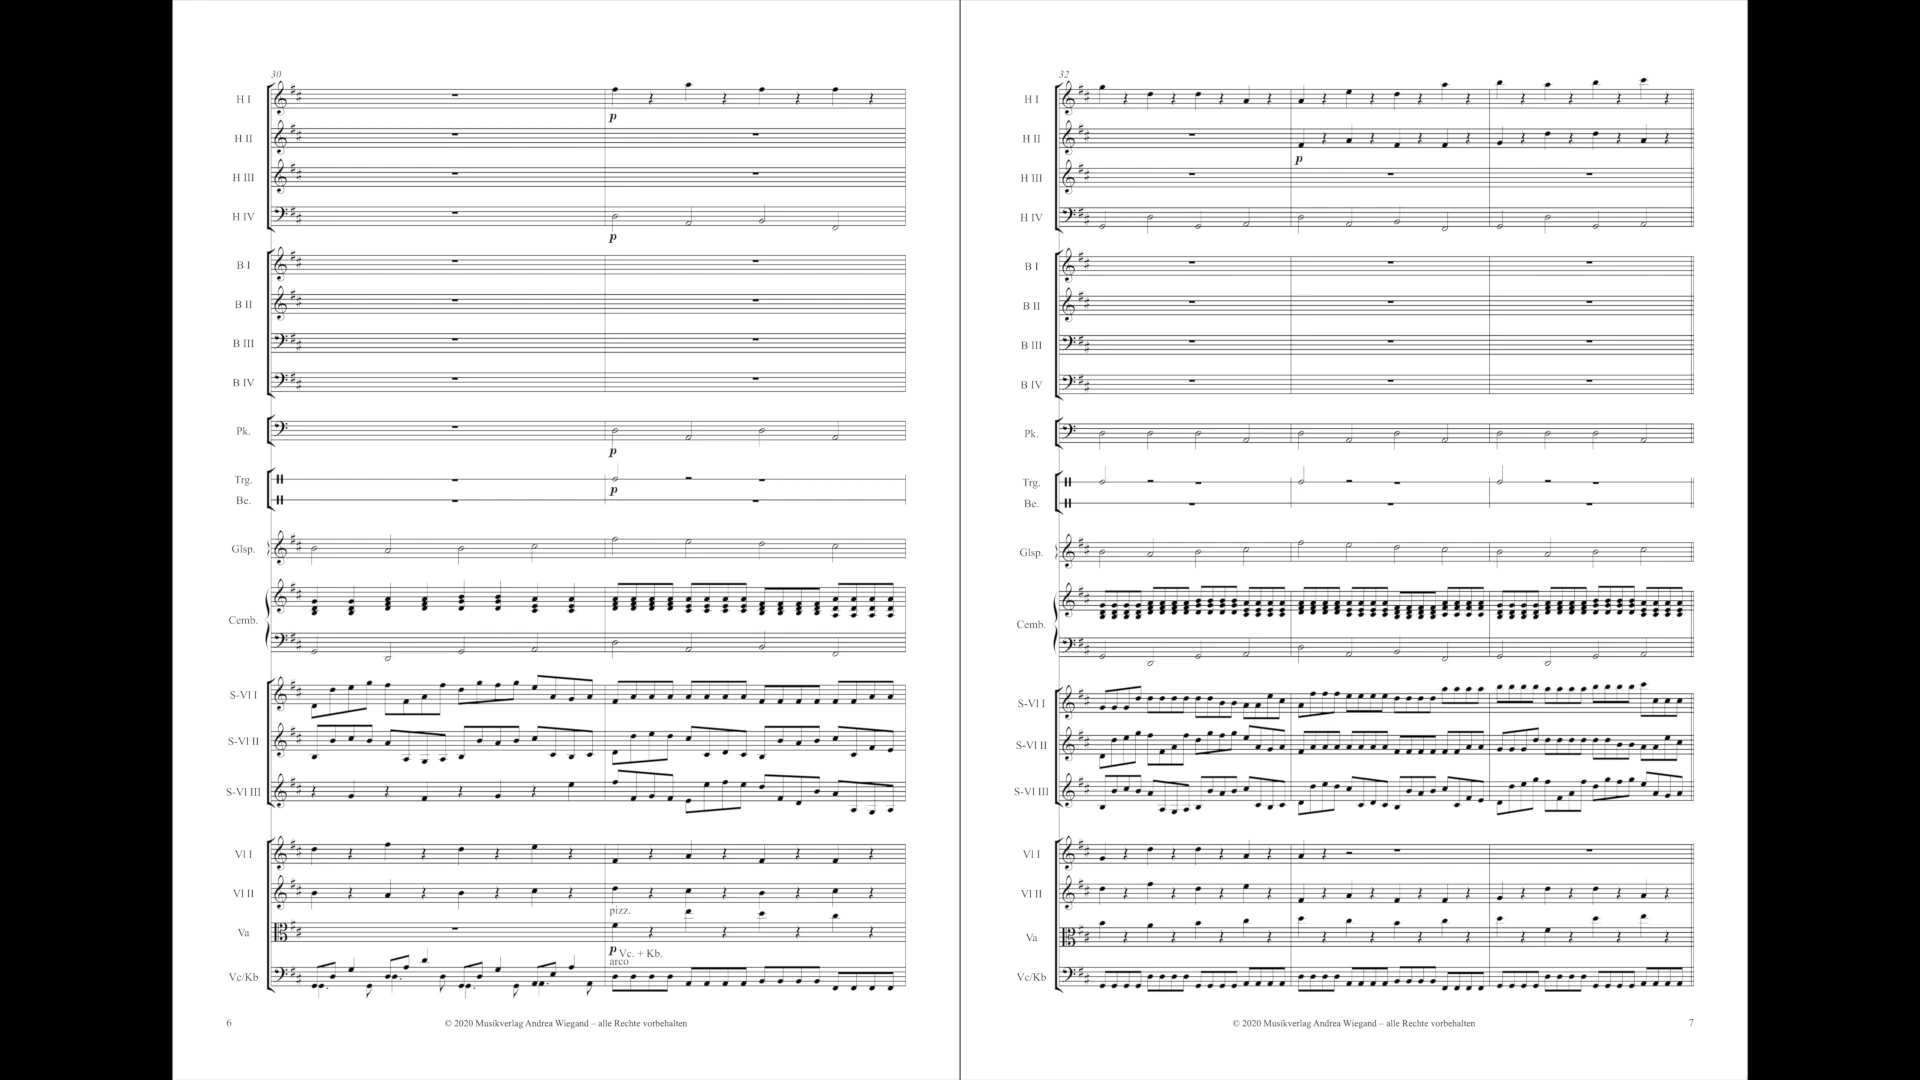 30
H I
p
H II
H III
H IV
p
B I
B II
B III
B IV
Pk.
p
Trg.
p
Be.
Glsp.
Cemb.
S-Vl I
S-Vl II
S-Vl III
Vl I
Vl II
pizz.
Va
p Vc. + Kb.
arco
Vc/Kb
6
© 2020 Musikverlag Andrea Wiegand – alle Rechte vorbehalten
32
H I
H II
p
H III
H IV
B I
B II
B III
B IV
Pk.
Trg.
Be.
Glsp.
Cemb.
S-Vl I
S-Vl II
S-Vl III
Vl I
Vl II
Va
Vc/Kb
© 2020 Musikverlag Andrea Wiegand – alle Rechte vorbehalten
7